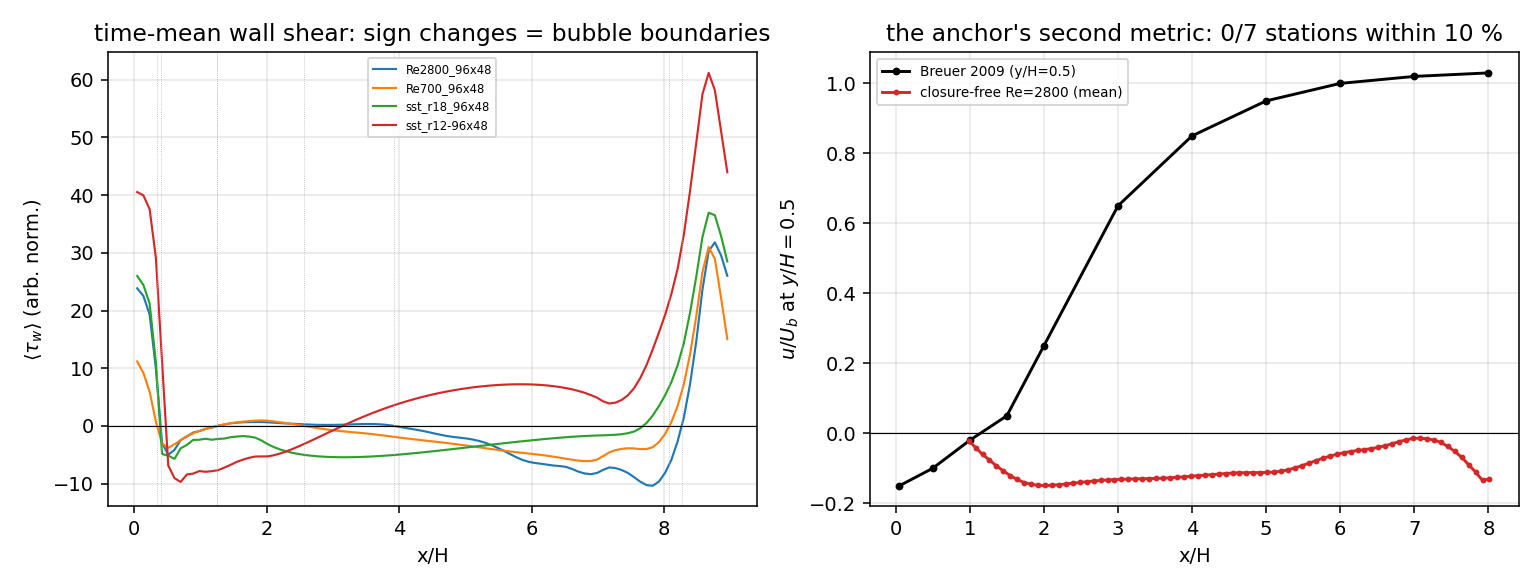 time-mean wall shear: sign changes = bubble boundaries
Re2800_96x48
Re700_96x48
sst_r18_96x48
sst_r12-96x48
60
50
40
30
20
10
0
−10
⟨τ_w⟩ (arb. norm.)
0
2
4
6
8
x/H
the anchor's second metric: 0/7 stations within 10 %
Breuer 2009 (y/H=0.5)
closure-free Re=2800 (mean)
1.0
0.8
0.6
0.4
0.2
0.0
−0.2
u/U_b at y/H = 0.5
0
1
2
3
4
5
6
7
8
x/H